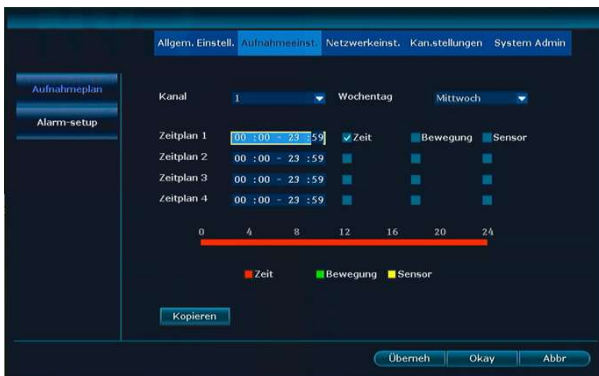 Allgem. Einstell. Aufnahmeeinst. Netzwerkeinst. Kan.stellungen System Admin
Aufnahmeplan
Alarm-setup
Kanal 1 Wochentag Mittwoch
Zeitplan 1 00 :00 - 23 :59 Zeit Bewegung Sensor
Zeitplan 2 00 :00 - 23 :59
Zeitplan 3 00 :00 - 23 :59
Zeitplan 4 00 :00 - 23 :59
0 4 8 12 16 20 24
Zeit Bewegung Sensor
Kopieren
Überneh Okay Abbr